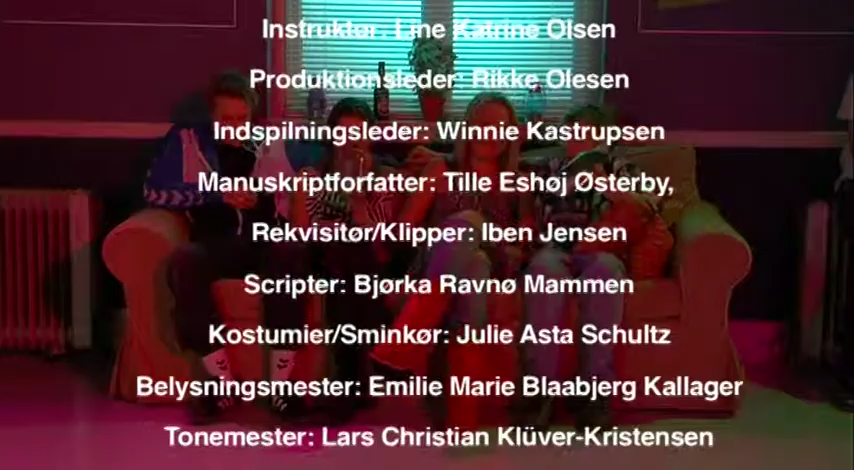 Instruktør: Line Katrine Olsen
Produktionsleder: Rikke Olesen
Indspilningsleder: Winnie Kastrupsen
Manuskriptforfatter: Tille Eshøj Østerby,
Rekvisitør/Klipper: Iben Jensen
Scripter: Bjørka Ravnø Mammen
Kostumier/Sminkør: Julie Asta Schultz
Belysningsmester: Emilie Marie Blaabjerg Kallager
Tonemester: Lars Christian Klüver-Kristensen